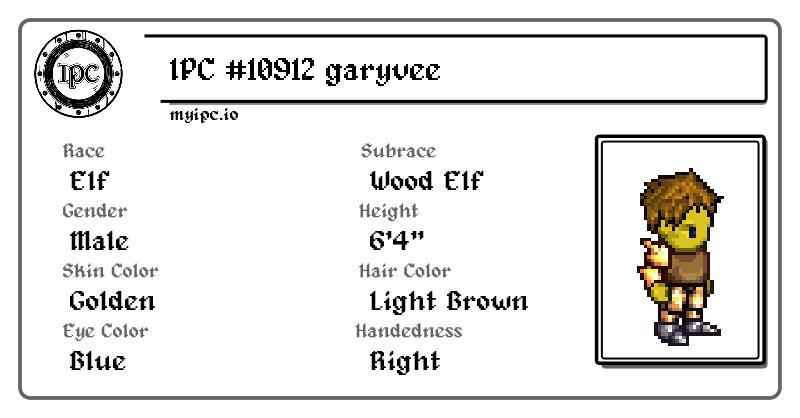 IPC
IPC #10912 garyvee
myipc.io
Race
Elf
Subrace
Wood Elf
Gender
Male
Height
6'4"
Skin Color
Golden
Hair Color
Light Brown
Eye Color
Blue
Handedness
Right